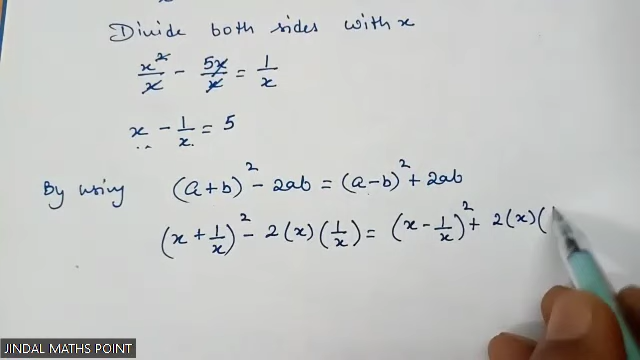 Divide both sides with x
x²/x - 5x/x = 1/x
x - 1/x = 5
By using (a+b)² - 2ab = (a-b)² + 2ab
(x + 1/x)² - 2(x)(1/x) = (x - 1/x)² + 2(x)(
JINDAL MATHS POINT